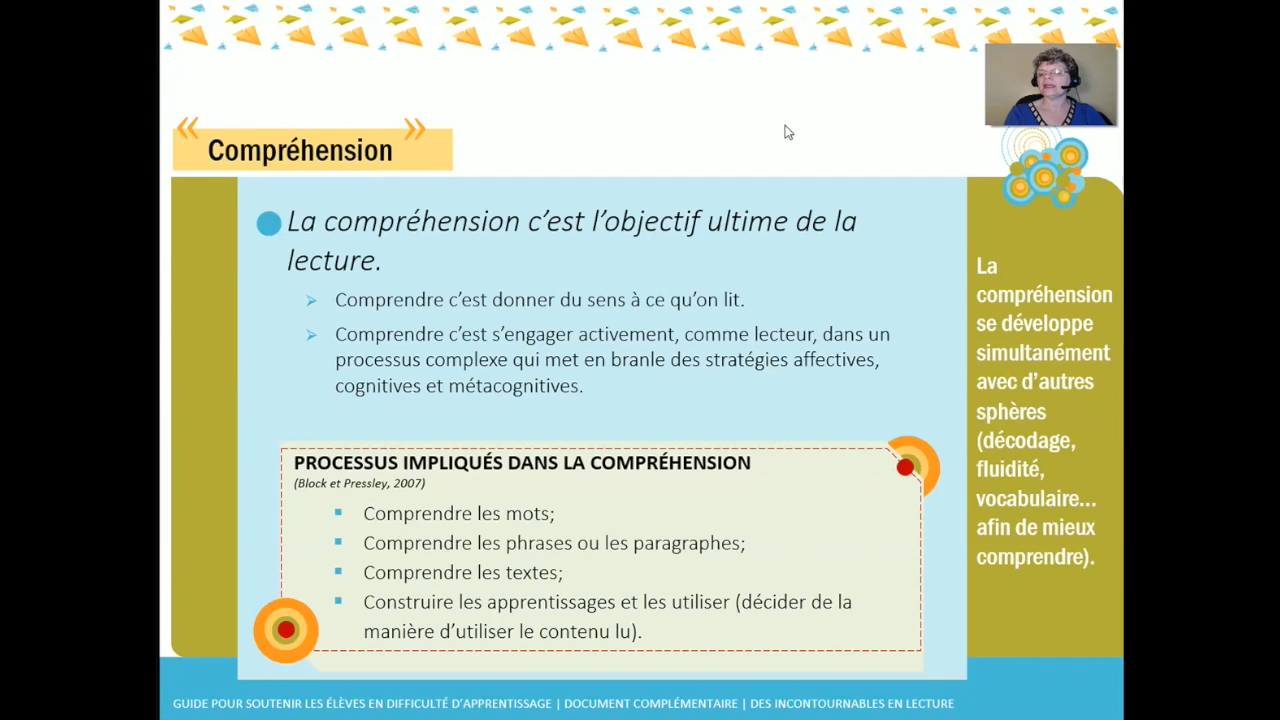 « Compréhension »
La compréhension c’est l’objectif ultime de la
lecture.
Comprendre c’est donner du sens à ce qu’on lit.
Comprendre c’est s’engager activement, comme lecteur, dans un
processus complexe qui met en branle des stratégies affectives,
cognitives et métacognitives.
PROCESSUS IMPLIQUÉS DANS LA COMPRÉHENSION
(Block et Pressley, 2007)
Comprendre les mots;
Comprendre les phrases ou les paragraphes;
Comprendre les textes;
Construire les apprentissages et les utiliser (décider de la
manière d’utiliser le contenu lu).
La
compréhension
se développe
simultanément
avec d’autres
sphères
(décodage,
fluidité,
vocabulaire...
afin de mieux
comprendre).
GUIDE POUR SOUTENIR LES ÉLÈVES EN DIFFICULTÉ D’APPRENTISSAGE | DOCUMENT COMPLÉMENTAIRE | DES INCONTOURNABLES EN LECTURE